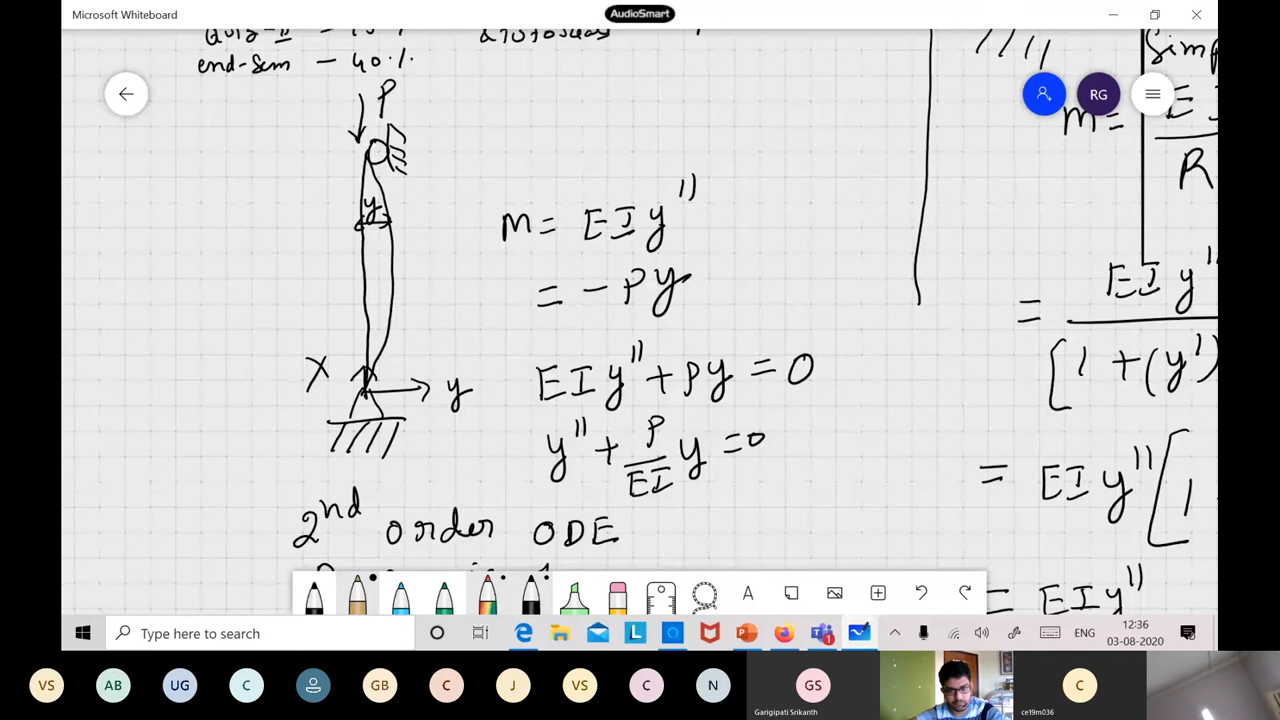 Microsoft Whiteboard
AudioSmart
end-Sem - 40%.
P
y
X
y
M = EIy''
= - Py
EIy'' + Py = 0
y'' + P/EI y = 0
2nd order ODE
M =
EI
R
= EIy''
[1 + (y')
= EIy'' [1
= EIy''
RG
A
Type here to search
ENG
12:36
03-08-2020
VS
AB
UG
C
GB
C
J
VS
C
N
GS
Garigipati Srikanth
ce19m036
C